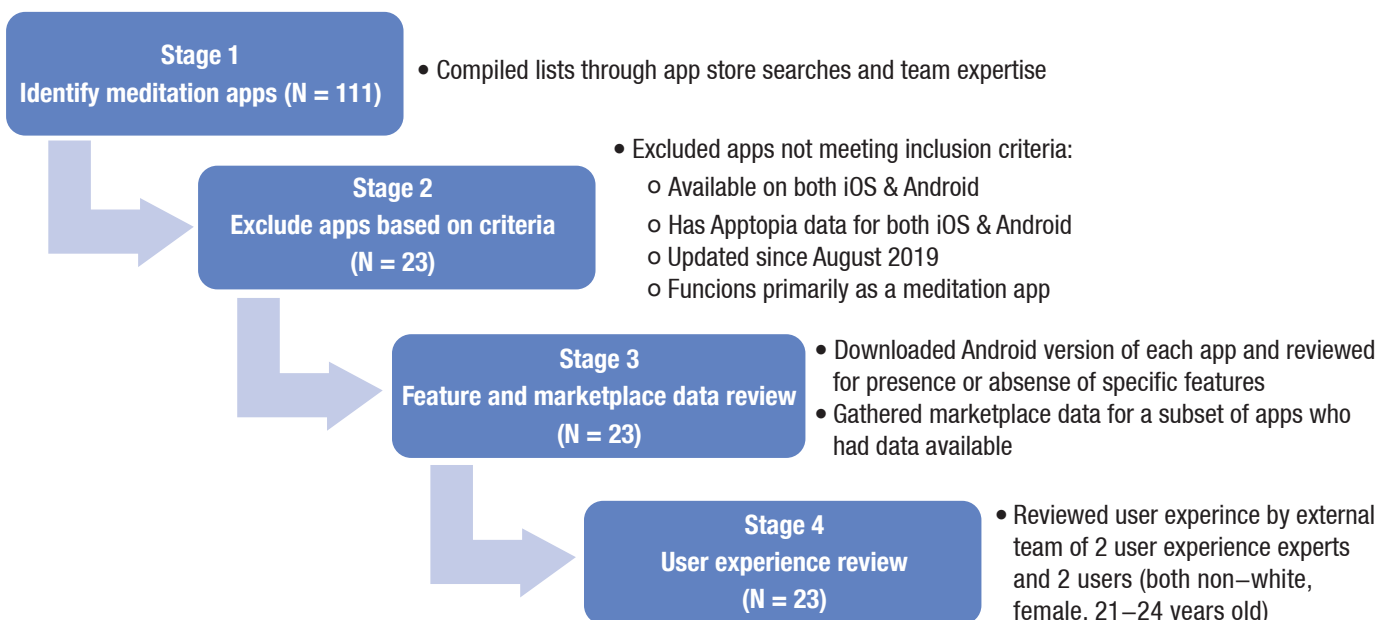 Stage 1
Identify meditation apps (N = 111)
• Compiled lists through app store searches and team expertise
Stage 2
Exclude apps based on criteria
(N = 23)
• Excluded apps not meeting inclusion criteria:
o Available on both iOS & Android
o Has Apptopia data for both iOS & Android
o Updated since August 2019
o Funcions primarily as a meditation app
Stage 3
Feature and marketplace data review
(N = 23)
• Downloaded Android version of each app and reviewed
for presence or absense of specific features
• Gathered marketplace data for a subset of apps who
had data available
Stage 4
User experience review
(N = 23)
• Reviewed user experince by external
team of 2 user experience experts
and 2 users (both non–white,
female, 21–24 years old)